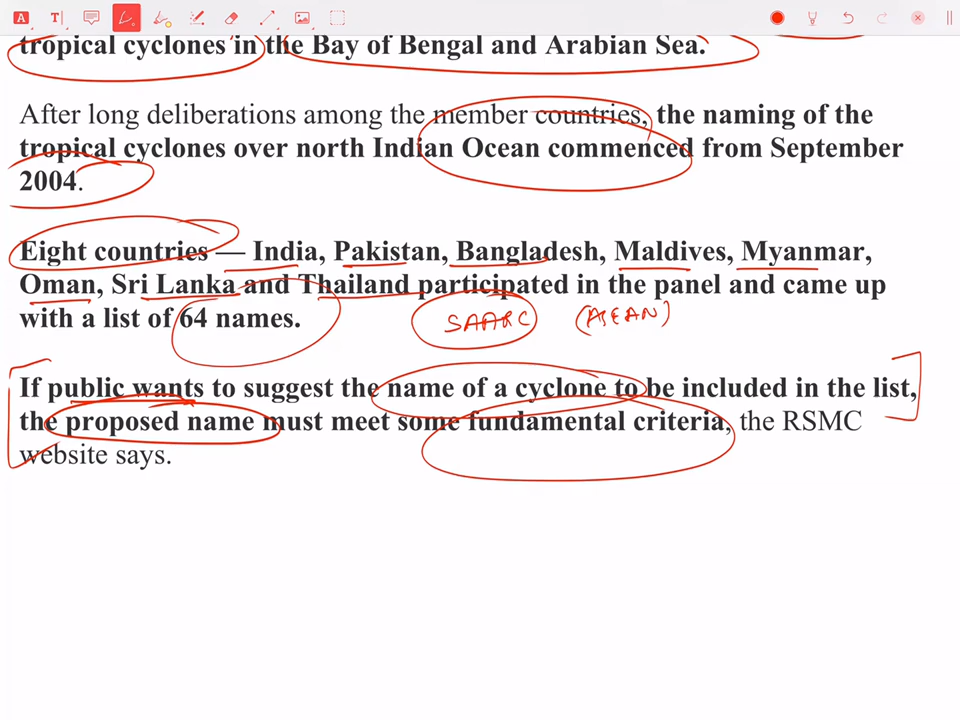 tropical cyclones in the Bay of Bengal and Arabian Sea.
After long deliberations among the member countries, the naming of the
tropical cyclones over north Indian Ocean commenced from September
2004.
Eight countries — India, Pakistan, Bangladesh, Maldives, Myanmar,
Oman, Sri Lanka and Thailand participated in the panel and came up
with a list of 64 names.
SAARC (ASEAN)
If public wants to suggest the name of a cyclone to be included in the list,
the proposed name must meet some fundamental criteria, the RSMC
website says.